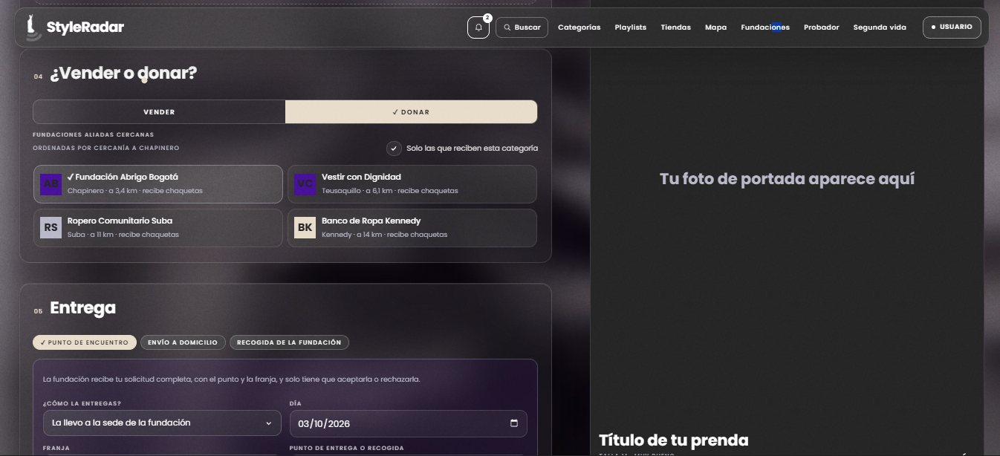 StyleRadar
2
Buscar
Categorías
Playlists
Tiendas
Mapa
Fundaciones
Probador
Segunda vida
USUARIO
04 ¿Vender o donar?
VENDER
✓ DONAR
FUNDACIONES ALIADAS CERCANAS
ORDENADAS POR CERCANÍA A CHAPINERO
Solo las que reciben esta categoría
AB
✓ Fundación Abrigo Bogotá
Chapinero · a 3,4 km · recibe chaquetas
VC
Vestir con Dignidad
Teusaquillo · a 6,1 km · recibe chaquetas
RS
Ropero Comunitario Suba
Suba · a 11 km · recibe chaquetas
BK
Banco de Ropa Kennedy
Kennedy · a 14 km · recibe chaquetas
05 Entrega
✓ PUNTO DE ENCUENTRO
ENVÍO A DOMICILIO
RECOGIDA DE LA FUNDACIÓN
La fundación recibe tu solicitud completa, con el punto y la franja, y solo tiene que aceptarla o rechazarla.
¿CÓMO LA ENTREGAS?
La llevo a la sede de la fundación
DÍA
03/10/2026
FRANJA
PUNTO DE ENTREGA O RECOGIDA
Tu foto de portada aparece aquí
Título de tu prenda